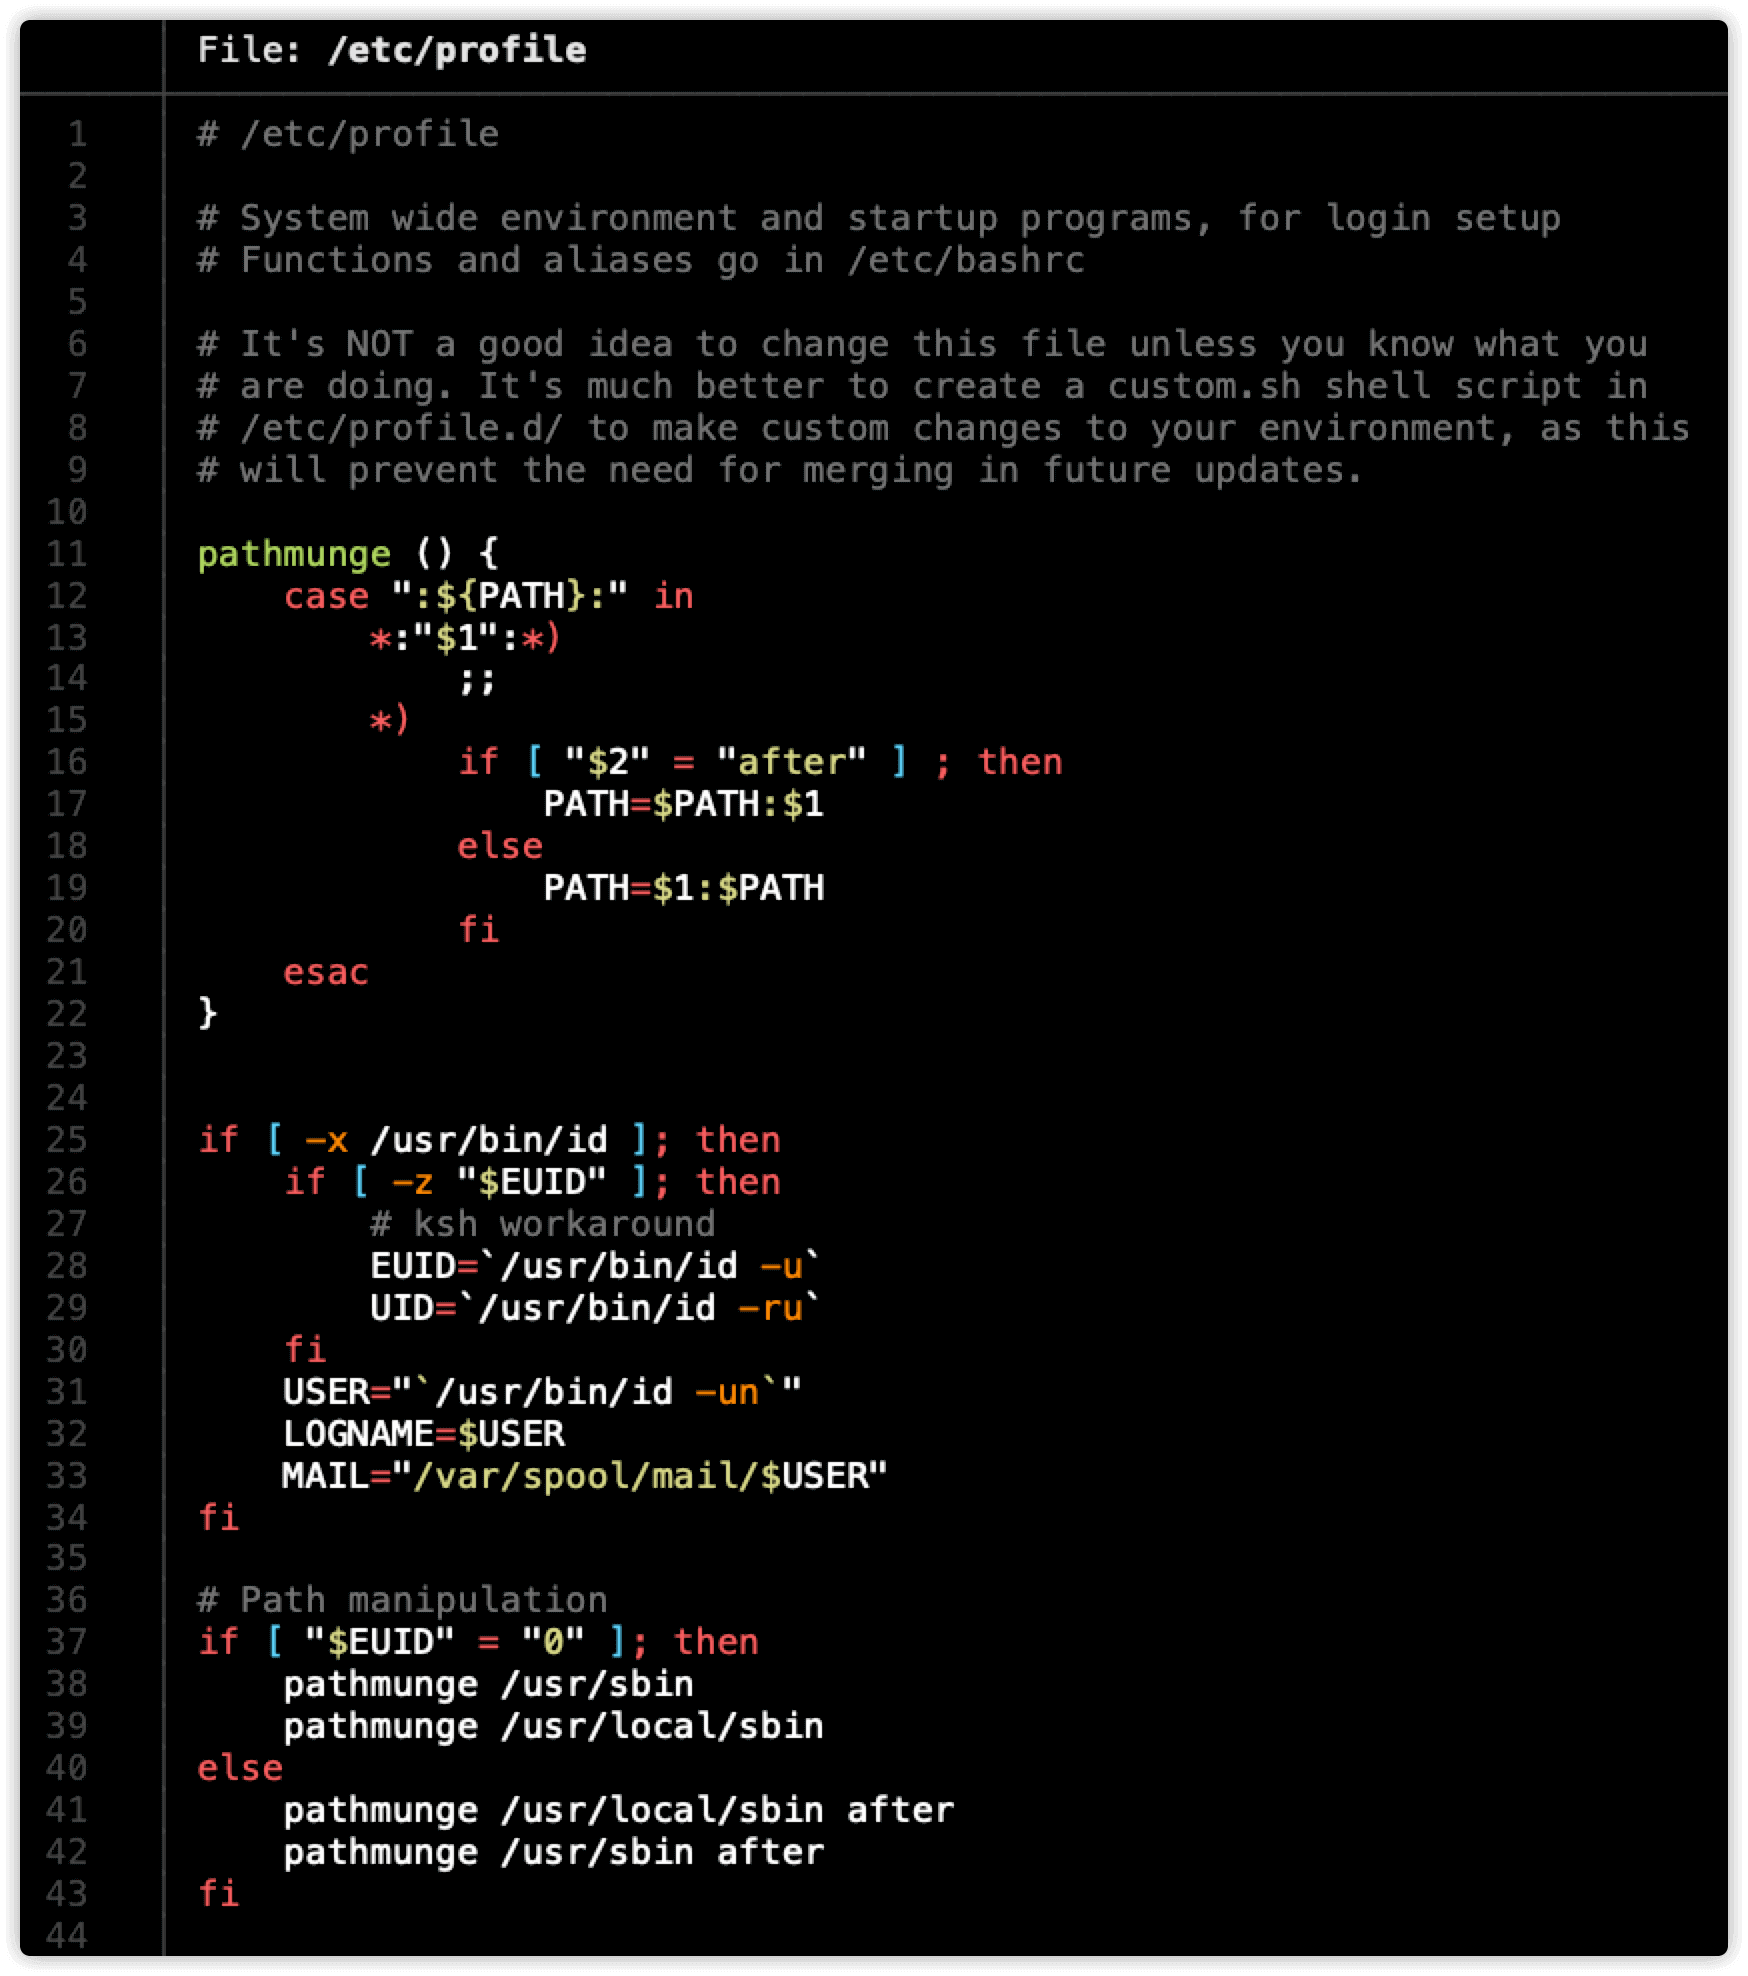 File: /etc/profile
1 # /etc/profile
2
3 # System wide environment and startup programs, for login setup
4 # Functions and aliases go in /etc/bashrc
5
6 # It's NOT a good idea to change this file unless you know what you
7 # are doing. It's much better to create a custom.sh shell script in
8 # /etc/profile.d/ to make custom changes to your environment, as this
9 # will prevent the need for merging in future updates.
10
11 pathmunge () {
12     case ":${PATH}:" in
13         *:"$1":*)
14             ;;
15         *)
16             if [ "$2" = "after" ] ; then
17                 PATH=$PATH:$1
18             else
19                 PATH=$1:$PATH
20             fi
21     esac
22 }
23
24
25 if [ -x /usr/bin/id ]; then
26     if [ -z "$EUID" ]; then
27         # ksh workaround
28         EUID=`/usr/bin/id -u`
29         UID=`/usr/bin/id -ru`
30     fi
31     USER="`/usr/bin/id -un`"
32     LOGNAME=$USER
33     MAIL="/var/spool/mail/$USER"
34 fi
35
36 # Path manipulation
37 if [ "$EUID" = "0" ]; then
38     pathmunge /usr/sbin
39     pathmunge /usr/local/sbin
40 else
41     pathmunge /usr/local/sbin after
42     pathmunge /usr/sbin after
43 fi
44